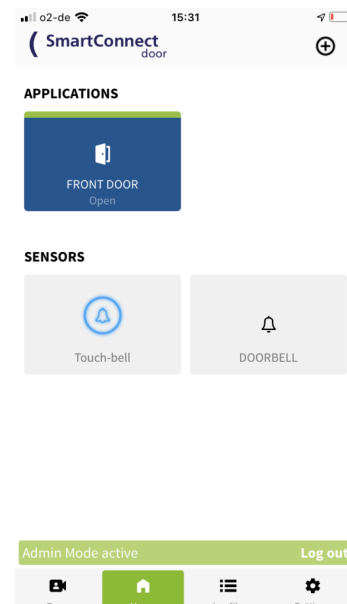 o2-de 15:31
SmartConnect
door
APPLICATIONS
FRONT DOOR
Open
SENSORS
Touch-bell DOORBELL
Admin Mode active Log out